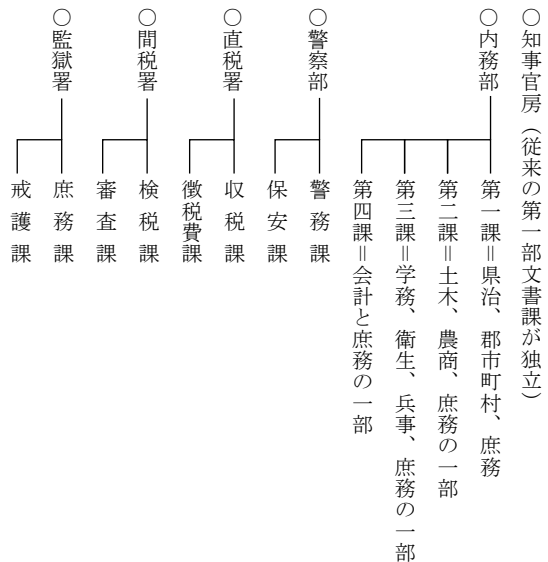 ○知事官房（従来の第一部文書課が独立）
○内務部
第一課＝県治、郡市町村、庶務
第二課＝土木、農商、庶務の一部
第三課＝学務、衛生、兵事、庶務の一部
第四課＝会計と庶務の一部
○警察部
警務課
保安課
○直税署
収税課
徴税費課
○間税署
検税課
審査課
○監獄署
庶務課
戒護課